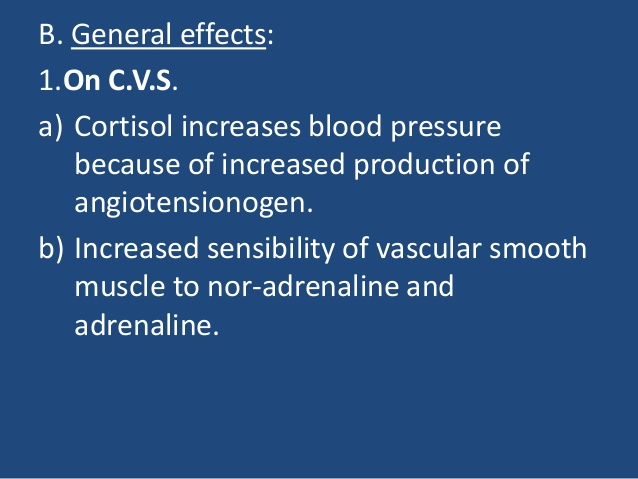 B. General effects:
1.On C.V.S.
a) Cortisol increases blood pressure
because of increased production of
angiotensionogen.
b) Increased sensibility of vascular smooth
muscle to nor-adrenaline and
adrenaline.